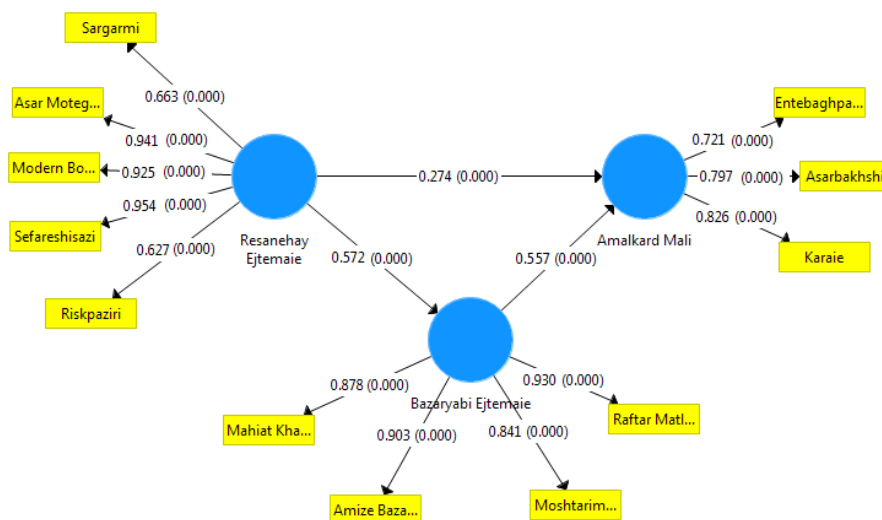 Sargarmi
0.663 (0.000)
Asar Moteg...
0.941 (0.000)
Modern Bo...
0.925 (0.000)
Sefareshisazi
0.954 (0.000)
Riskpaziri
0.627 (0.000)
Resanehay
Ejtemaie
0.274 (0.000)
0.572 (0.000)
0.557 (0.000)
Amalkard Mali
Entebaghpa...
0.721 (0.000)
Asarbakhshi
0.797 (0.000)
Karaie
0.826 (0.000)
Bazaryabi Ejtemaie
0.878 (0.000)
Mahiat Kha...
0.903 (0.000)
Amize Baza...
0.841 (0.000)
Moshtarim...
0.930 (0.000)
Raftar Matl...